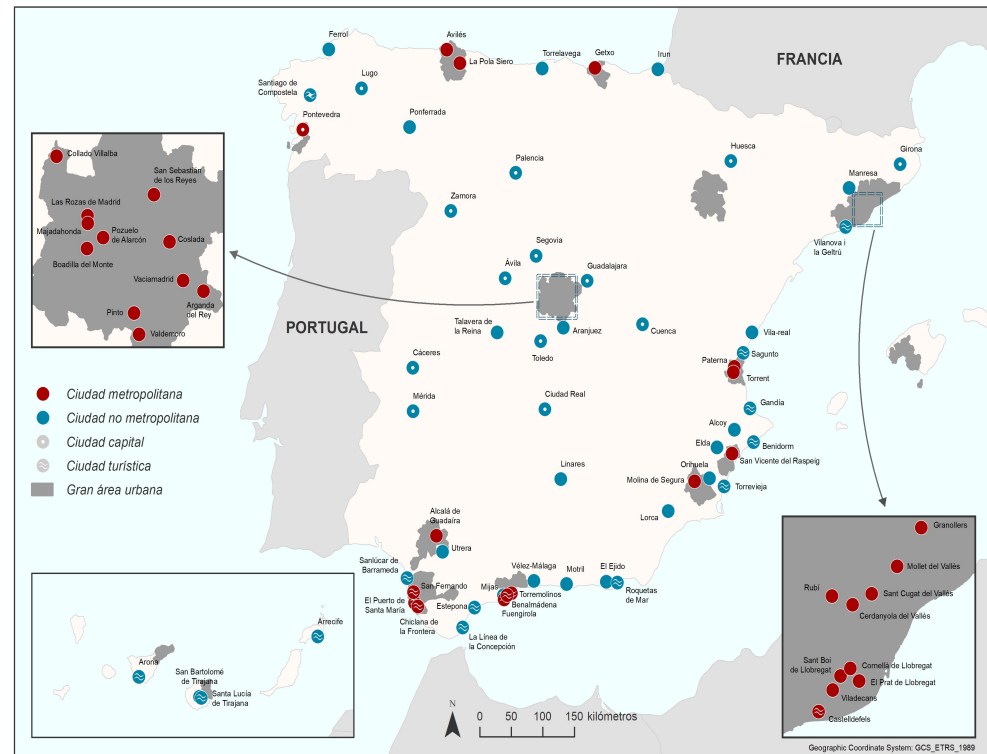 Ferrol
Avilés
La Pola Siero
Torrelavega
Getxo
Irun
FRANCIA
Lugo
Santiago de
Compostela
Pontevedra
Ponferrada
Palencia
Huesca
Girona
Manresa
Zamora
Vilanova i
la Geltrú
Segovia
Ávila
Guadalajara
PORTUGAL
Talavera de
la Reina
Aranjuez
Toledo
Cuenca
Vila-real
Sagunto
Paterna
Torrent
Cáceres
Mérida
Ciudad Real
Gandia
Alcoy
Benidorm
Elda
San Vicente del Raspeig
Orihuela
Molina de Segura
Torrevieja
Linares
Lorca
Alcalá de
Guadaíra
Utrera
Sanlúcar de
Barrameda
San Fernando
El Puerto de
Santa María
Chiclana de
la Frontera
Estepona
La Línea de
la Concepción
Mijas
Vélez-Málaga
Torremolinos
Benalmádena
Fuengirola
Motril
El Ejido
Roquetas
de Mar
Collado Villalba
San Sebastián
de los Reyes
Las Rozas de Madrid
Majadahonda
Pozuelo
de Alarcón
Coslada
Boadilla del Monte
Vaciamadrid
Arganda
del Rey
Pinto
Valdemoro
Ciudad metropolitana
Ciudad no metropolitana
Ciudad capital
Ciudad turística
Gran área urbana
Arrecife
Arona
San Bartolomé
de Tirajana
Santa Lucía
de Tirajana
N
0 50 100 150 kilómetros
Granollers
Mollet del Vallès
Rubí
Sant Cugat del Vallès
Cerdanyola del Vallès
Sant Boi
de Llobregat
Cornellà de Llobregat
El Prat de Llobregat
Viladecans
Castelldefels
Geographic Coordinate System: GCS_ETRS_1989